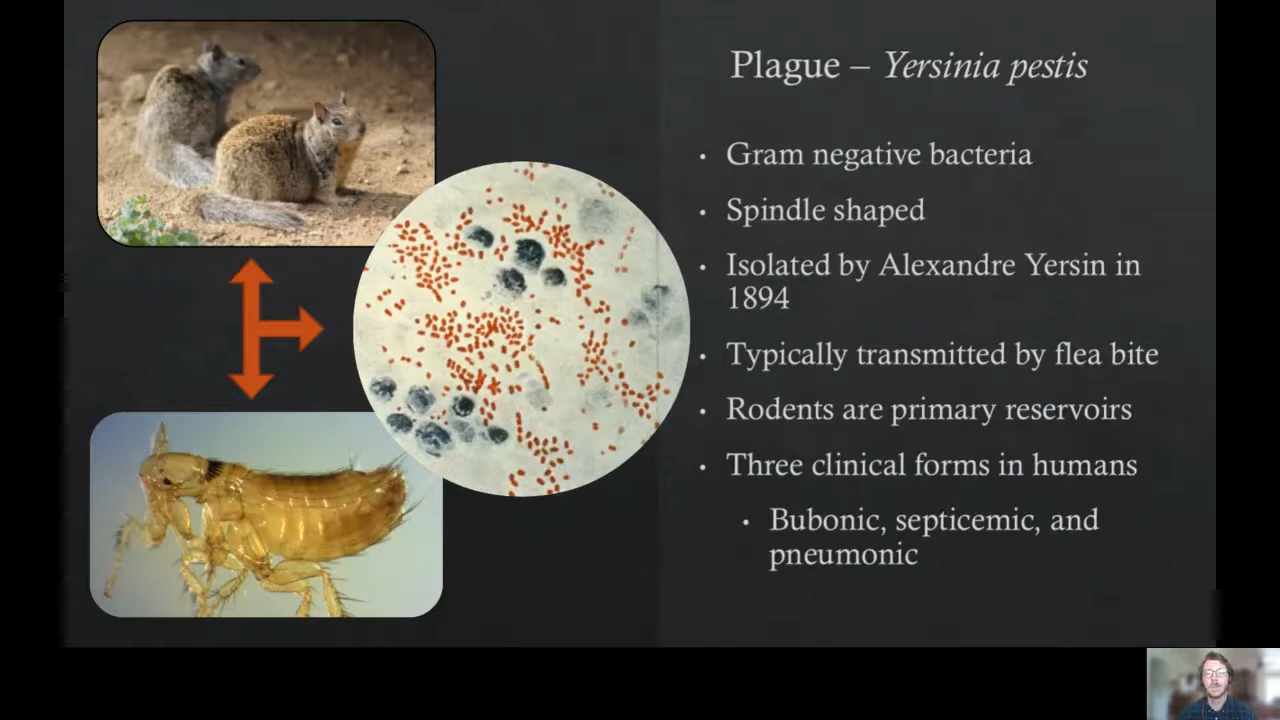 Plague – Yersinia pestis
• Gram negative bacteria
• Spindle shaped
• Isolated by Alexandre Yersin in
1894
• Typically transmitted by flea bite
• Rodents are primary reservoirs
• Three clinical forms in humans
• Bubonic, septicemic, and
pneumonic